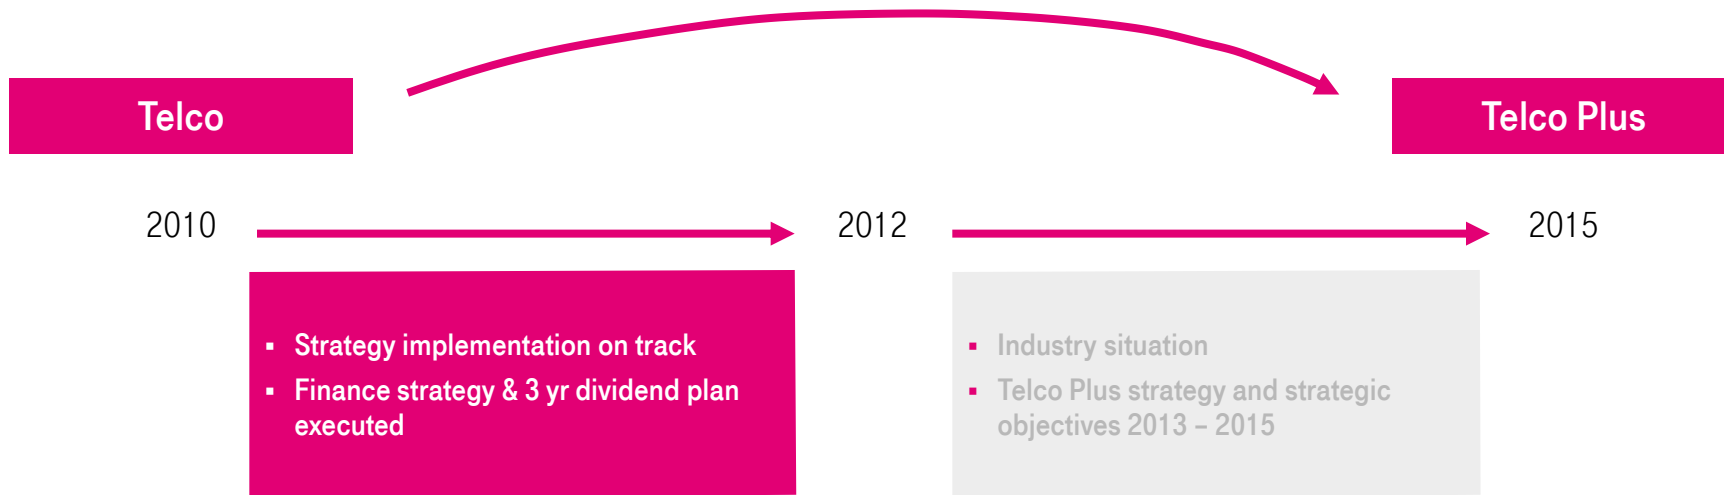 Telco
Telco Plus
2010
2012
2015
▪ Strategy implementation on track
▪ Finance strategy & 3 yr dividend plan
executed
▪ Industry situation
▪ Telco Plus strategy and strategic
objectives 2013 – 2015